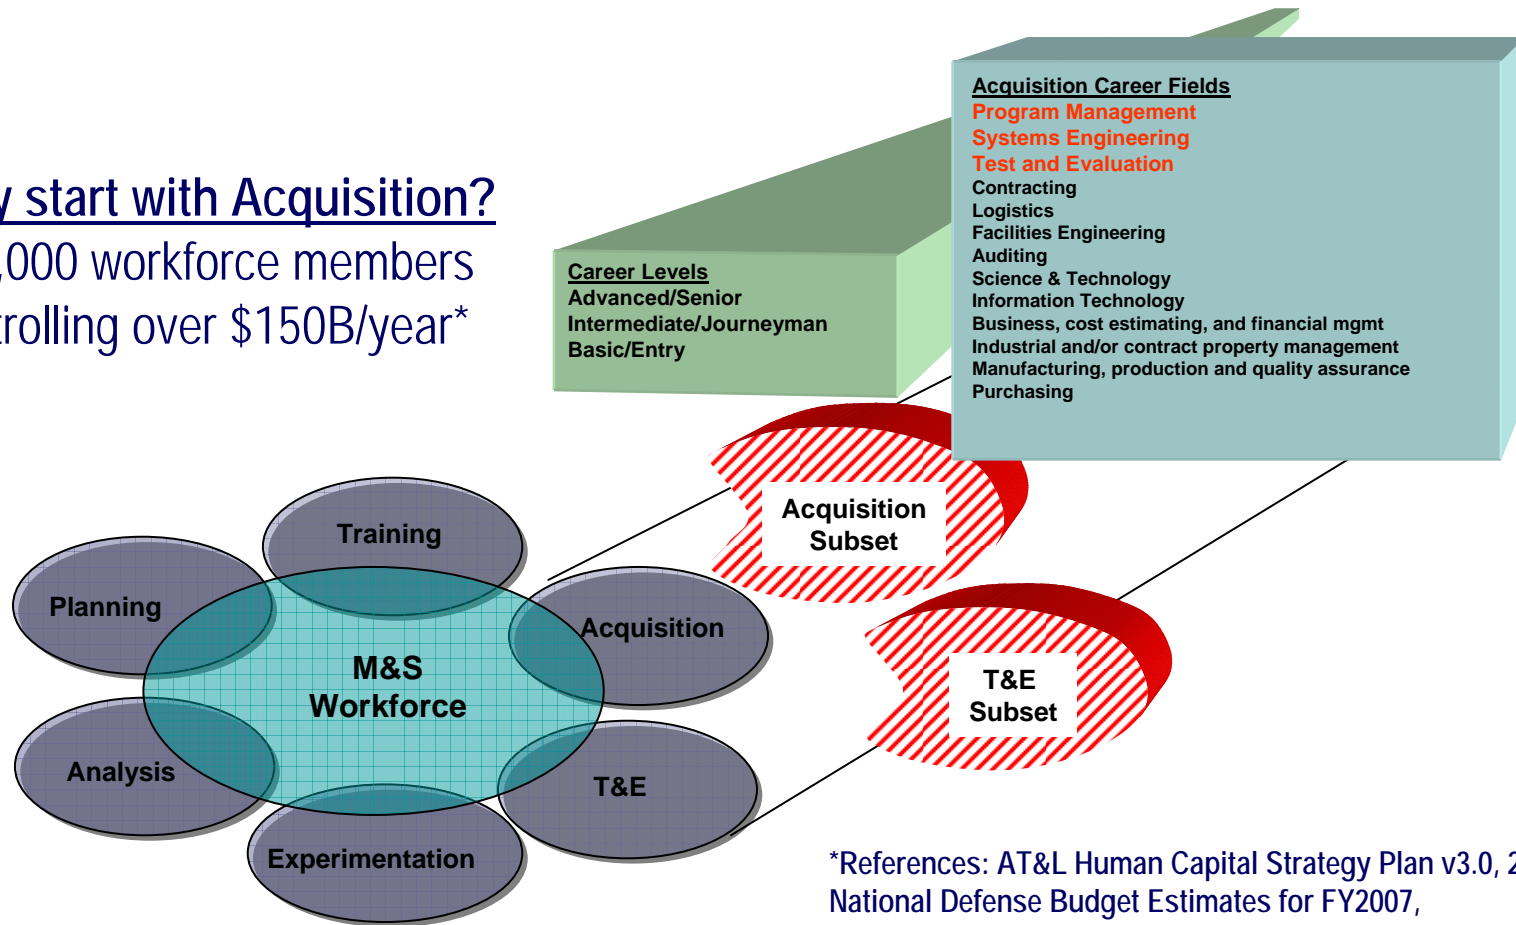 Acquisition Career Fields
Program Management
Systems Engineering
Test and Evaluation
Contracting
Logistics
Facilities Engineering
Auditing
Science & Technology
Information Technology
Business, cost estimating, and financial mgmt
Industrial and/or contract property management
Manufacturing, production and quality assurance
Purchasing
y start with Acquisition?
,000 workforce members
trolling over $150B/year*
Career Levels
Advanced/Senior
Intermediate/Journeyman
Basic/Entry
Acquisition
Subset
Training
Planning
Acquisition
M&S
Workforce
T&E
Subset
Analysis
T&E
Experimentation
*References: AT&L Human Capital Strategy Plan v3.0, 2
National Defense Budget Estimates for FY2007,